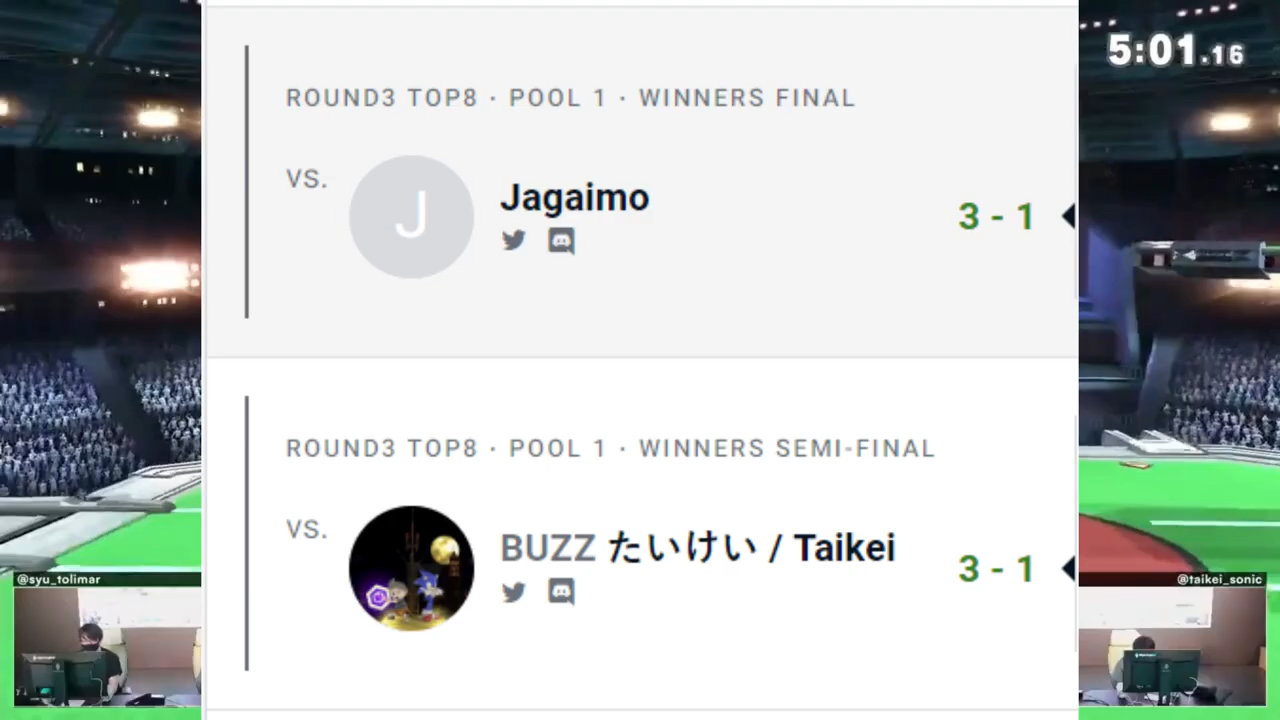 5:01.16
ROUND3 TOP8 · POOL 1 · WINNERS FINAL
VS.
J
Jagaimo
3 - 1
ROUND3 TOP8 · POOL 1 · WINNERS SEMI-FINAL
VS.
BUZZ たいけい / Taikei
3 - 1
@syu_tolimar
@taikei_sonic